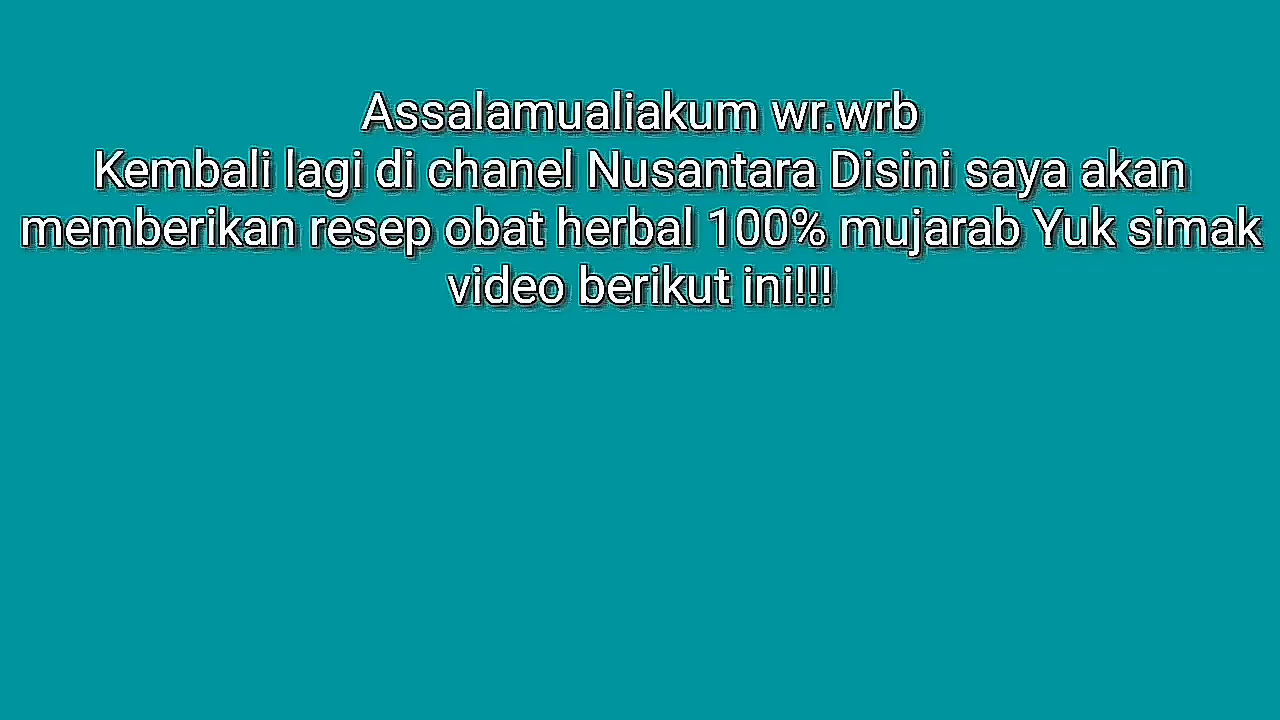 Assalamualiakum wr.wrb
Kembali lagi di chanel Nusantara Disini saya akan
memberikan resep obat herbal 100% mujarab Yuk simak
video berikut ini!!!